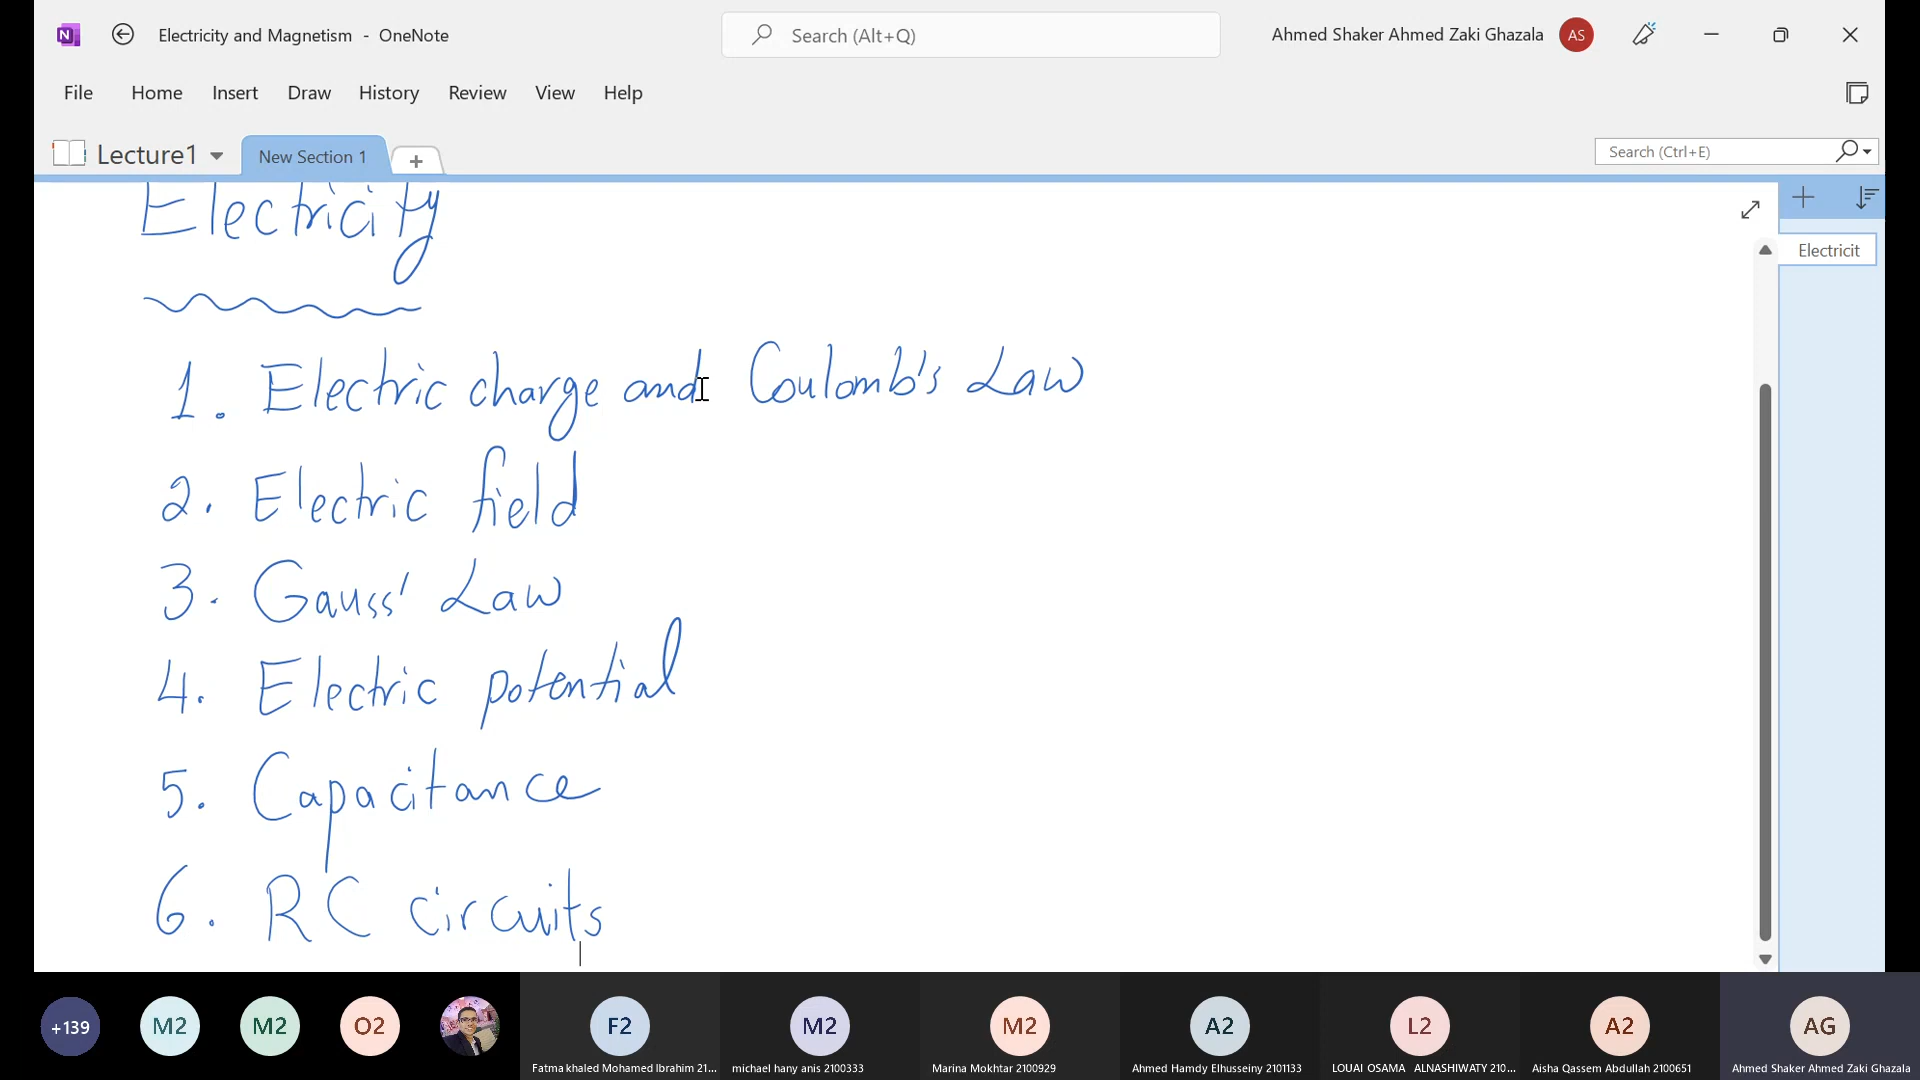 Electricity and Magnetism - OneNote
Search (Alt+Q)
Ahmed Shaker Ahmed Zaki Ghazala
AS
File Home Insert Draw History Review View Help
Lecture1
New Section 1
Search (Ctrl+E)
Electricit
Electricity
1. Electric charge and Coulomb's Law
2. Electric field
3. Gauss' Law
4. Electric potential
5. Capacitance
6. RC circuits
+139 M2 M2 O2 F2 M2 M2 A2 L2 A2 AG
Fatma khaled Mohamed Ibrahim 21...
michael hany anis 2100333
Marina Mokhtar 2100929
Ahmed Hamdy Elhusseiny 2101133
LOUAI OSAMA ALNASHIWATY 210...
Aisha Qassem Abdullah 2100651
Ahmed Shaker Ahmed Zaki Ghazala